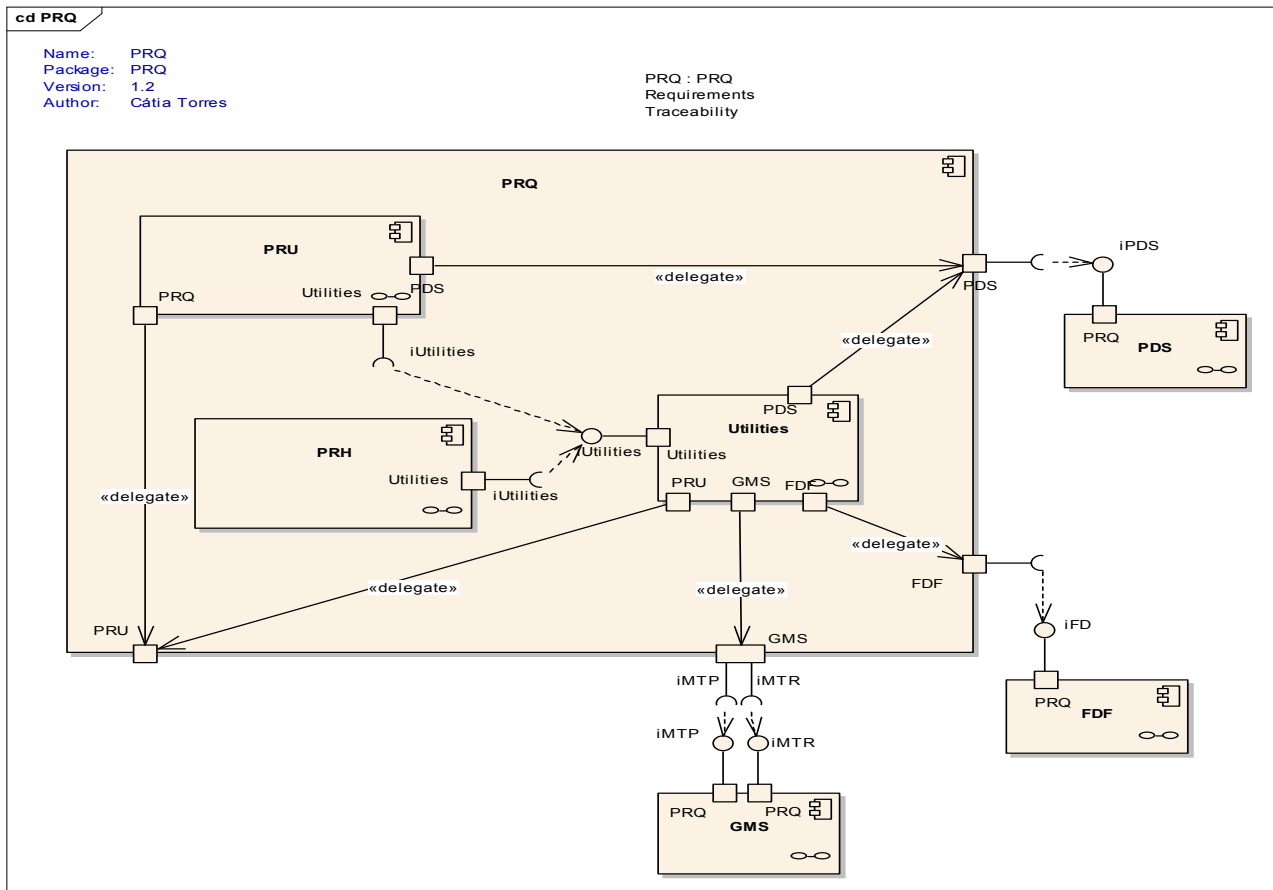 cd PRQ
Name: PRQ
Package: PRQ
Version: 1.2
Author: Cátia Torres
PRQ : PRQ
Requirements
Traceability
PRQ
PRU
PDS
Utilities
PRQ
iUtilities
«delegate»
PDS
iPDS
PRQ
PDS
«delegate»
PDS
Utilities
Utilities
iUtilities
PRU
GMS
FDF
PRH
Utilities
iUtilities
«delegate»
«delegate»
«delegate»
«delegate»
FDF
iFD
PRQ
FDF
PRU
GMS
iMTP
iMTR
iMTP
iMTR
PRQ
PRQ
GMS